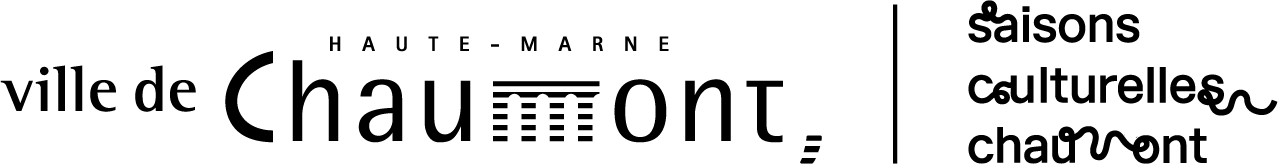 HAUTE-MARNE
ville de Chaumont
saisons
culturelles
chaumont